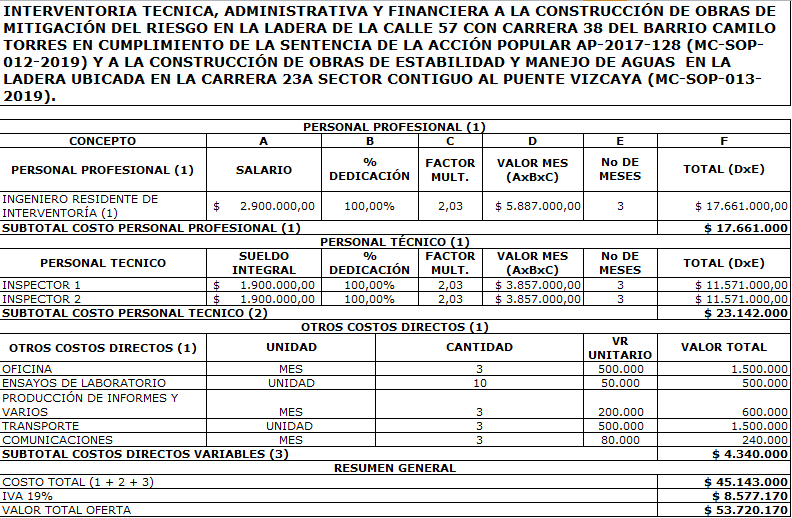 INTERVENTORIA TECNICA, ADMINISTRATIVA Y FINANCIERA A LA CONSTRUCCIÓN DE OBRAS DE
MITIGACIÓN DEL RIESGO EN LA LADERA DE LA CALLE 57 CON CARRERA 38 DEL BARRIO CAMILO
TORRES EN CUMPLIMIENTO DE LA SENTENCIA DE LA ACCIÓN POPULAR AP-2017-128 (MC-SOP-
012-2019) Y A LA CONSTRUCCIÓN DE OBRAS DE ESTABILIDAD Y MANEJO DE AGUAS EN LA
LADERA UBICADA EN LA CARRERA 23A SECTOR CONTIGUO AL PUENTE VIZCAYA (MC-SOP-013-
2019).
PERSONAL PROFESIONAL (1)
CONCEPTO A B C D E F
PERSONAL PROFESIONAL (1) SALARIO % DEDICACIÓN FACTOR MULT. VALOR MES (AxBxC) No DE MESES TOTAL (DxE)
INGENIERO RESIDENTE DE
INTERVENTORÍA (1) $ 2.900.000,00 100,00% 2,03 $ 5.887.000,00 3 $ 17.661.000,00
SUBTOTAL COSTO PERSONAL PROFESIONAL (1) $ 17.661.000
PERSONAL TÉCNICO (1)
PERSONAL TECNICO SUELDO INTEGRAL % DEDICACIÓN FACTOR MULT. VALOR MES (AxBxC) No DE MESES TOTAL (DxE)
INSPECTOR 1 $ 1.900.000,00 100,00% 2,03 $ 3.857.000,00 3 $ 11.571.000,00
INSPECTOR 2 $ 1.900.000,00 100,00% 2,03 $ 3.857.000,00 3 $ 11.571.000,00
SUBTOTAL COSTO PERSONAL TECNICO (2) $ 23.142.000
OTROS COSTOS DIRECTOS (1)
OTROS COSTOS DIRECTOS (1) UNIDAD CANTIDAD VR UNITARIO VALOR TOTAL
OFICINA MES 3 500.000 1.500.000
ENSAYOS DE LABORATORIO UNIDAD 10 50.000 500.000
PRODUCCIÓN DE INFORMES Y
VARIOS MES 3 200.000 600.000
TRANSPORTE UNIDAD 3 500.000 1.500.000
COMUNICACIONES MES 3 80.000 240.000
SUBTOTAL COSTOS DIRECTOS VARIABLES (3) $ 4.340.000
RESUMEN GENERAL
COSTO TOTAL (1 + 2 + 3) $ 45.143.000
IVA 19% $ 8.577.170
VALOR TOTAL OFERTA $ 53.720.170